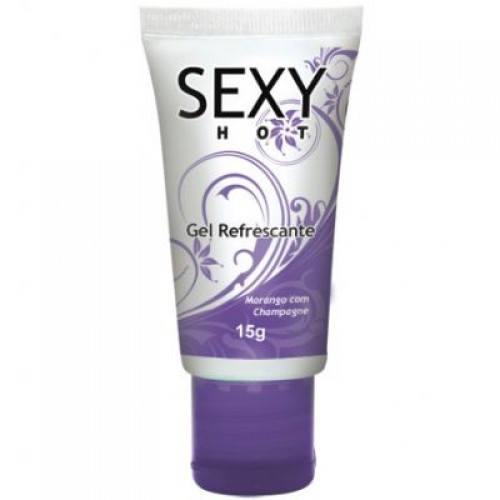 SEXY
HOT
Gel Refrescante
Morango com
Champagne
15g